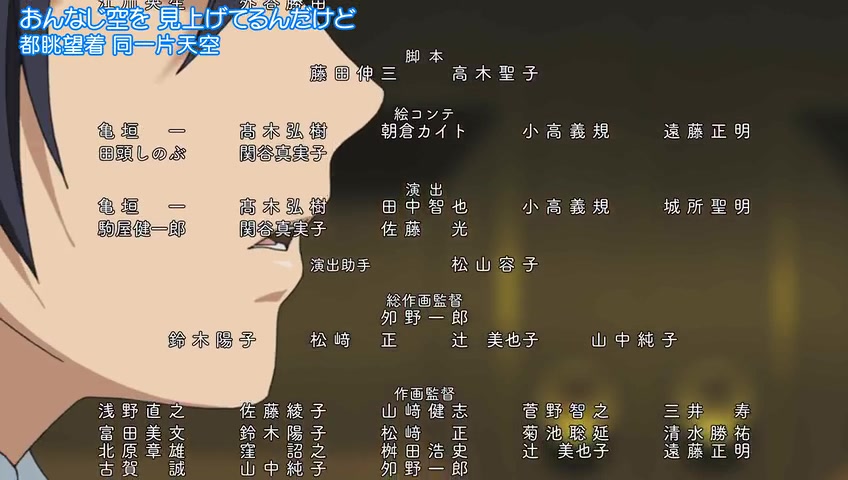 おんなじ空を 見上げてるんだけど
都眺望着 同一片天空
脚本
藤田伸三 高木聖子
絵コンテ
亀垣 一 髙木弘樹 朝倉カイト 小高義規 遠藤正明
田頭しのぶ 関谷真実子
演出
亀垣 一 髙木弘樹 田中智也 小高義規 城所聖明
駒屋健一郎 関谷真実子 佐藤 光
演出助手 松山容子
総作画監督
夘野一郎
鈴木陽子 松﨑 正 辻 美也子 山中純子
作画監督
浅野直之 佐藤綾子 山﨑健志 菅野智之 三井 寿
富田美文 鈴木陽子 松﨑 正 菊池聡延 清水勝祐
北原章雄 窪 詔之 桝田浩史 辻 美也子 遠藤正明
古賀 誠 山中純子 夘野一郎